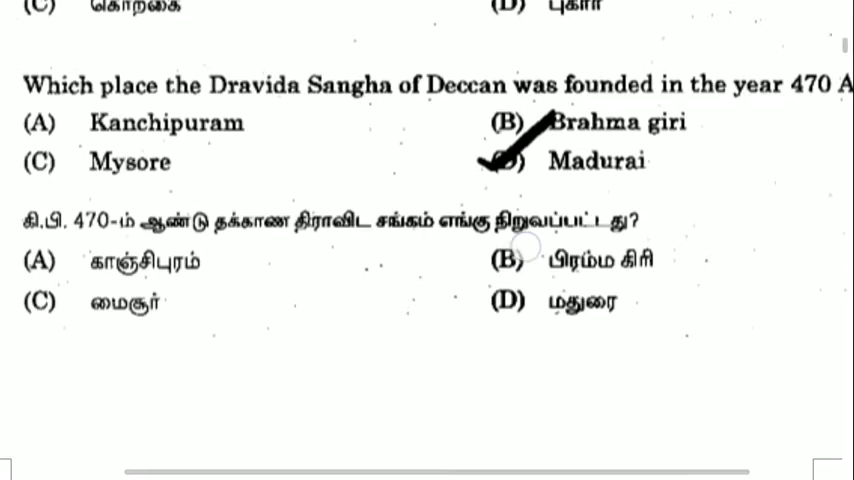 (C) கொற்கை (D) புகார்
Which place the Dravida Sangha of Deccan was founded in the year 470 A
(A) Kanchipuram (B) Brahma giri
(C) Mysore (D) Madurai
கி.பி. 470-ம் ஆண்டு தக்காண திராவிட சங்கம் எங்கு நிறுவப்பட்டது?
(A) காஞ்சிபுரம் (B) பிரம்ம கிரி
(C) மைசூர் (D) மதுரை